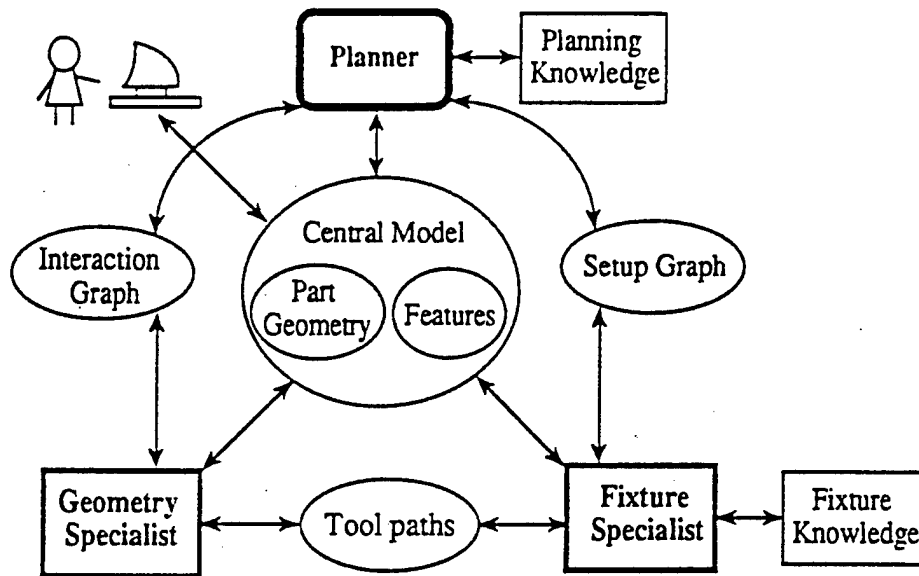 Planner
Planning
Knowledge
Interaction
Graph
Central Model
Part
Geometry
Features
Setup Graph
Geometry
Specialist
Tool paths
Fixture
Specialist
Fixture
Knowledge